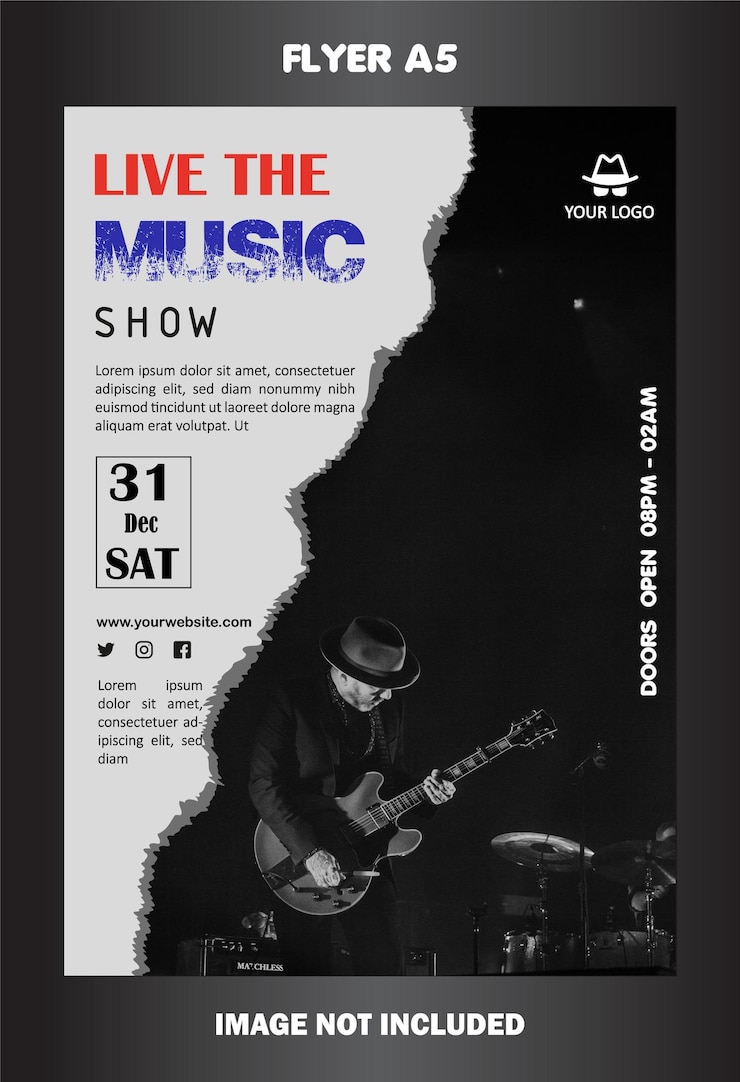 FLYER A5
LIVE THE
MUSIC
SHOW
Lorem ipsum dolor sit amet, consectetuer
adipiscing elit, sed diam nonummy nibh
euismod tincidunt ut laoreet dolore magna
aliquam erat volutpat. Ut
31
Dec
SAT
www.yourwebsite.com
Lorem ipsum
dolor sit amet,
consectetuer ad-
ipiscing elit, sed
diam
YOUR LOGO
DOORS OPEN 08PM - 02AM
MATCHLESS
IMAGE NOT INCLUDED